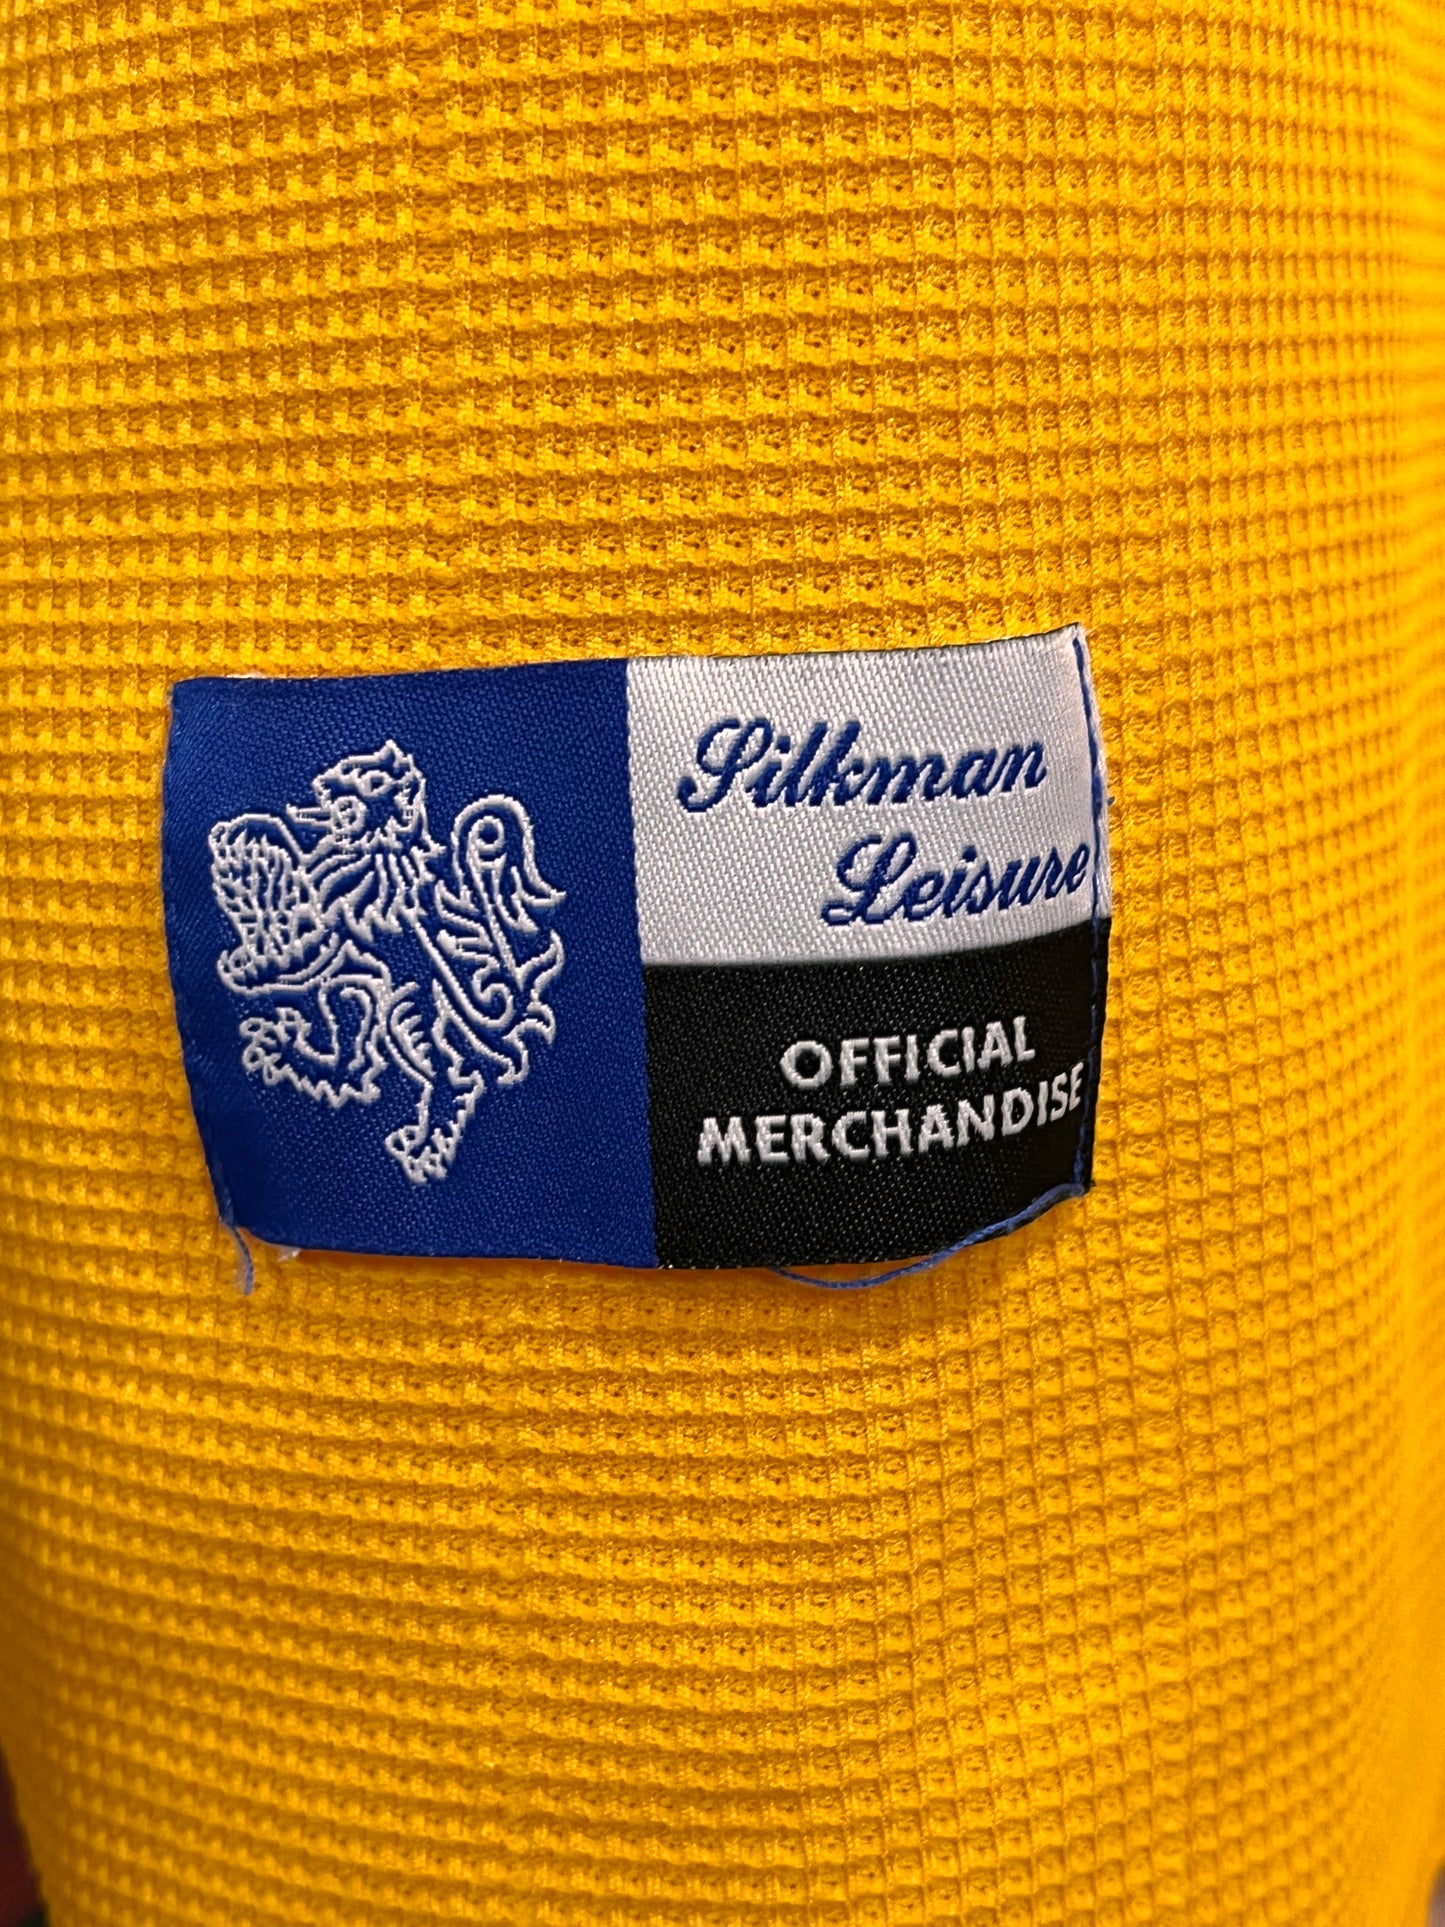 Silkman
Leisure
OFFICIAL
MERCHANDISE